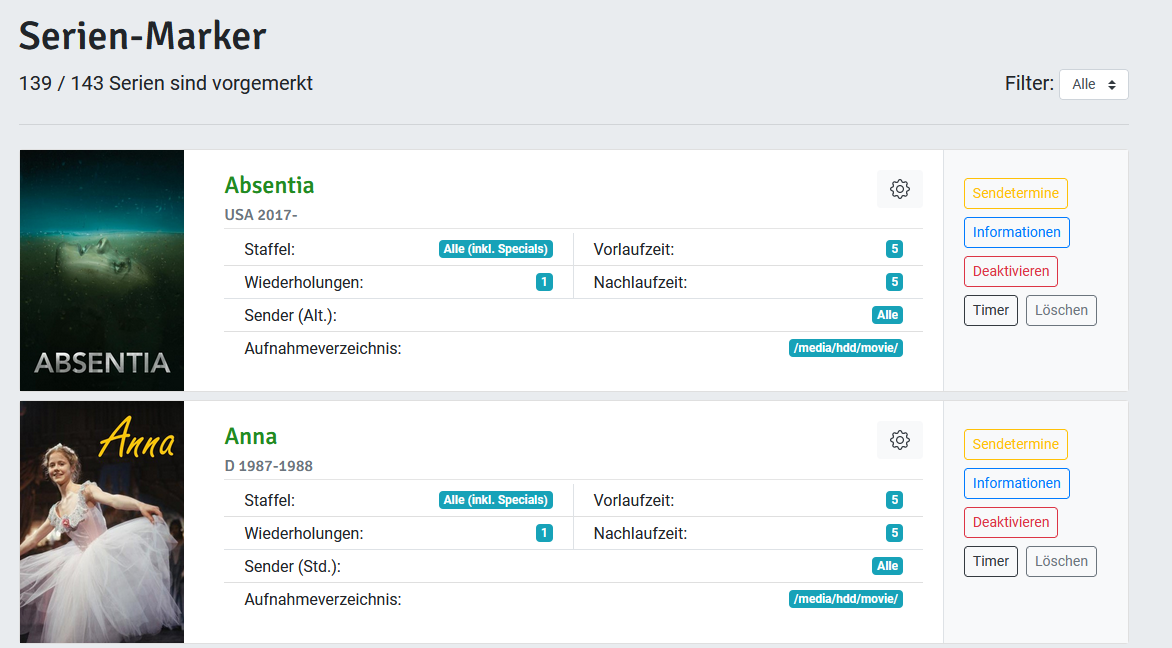 Serien-Marker
139 / 143 Serien sind vorgemerkt
Filter: Alle
ABSENTIA
Absentia
USA 2017-
Staffel: Alle (inkl. Specials) Vorlaufzeit: 5
Wiederholungen: 1 Nachlaufzeit: 5
Sender (Alt.): Alle
Aufnahmeverzeichnis: /media/hdd/movie/
Sendetermine
Informationen
Deaktivieren
Timer Löschen
Anna
Anna
D 1987-1988
Staffel: Alle (inkl. Specials) Vorlaufzeit: 5
Wiederholungen: 1 Nachlaufzeit: 5
Sender (Std.): Alle
Aufnahmeverzeichnis: /media/hdd/movie/
Sendetermine
Informationen
Deaktivieren
Timer Löschen